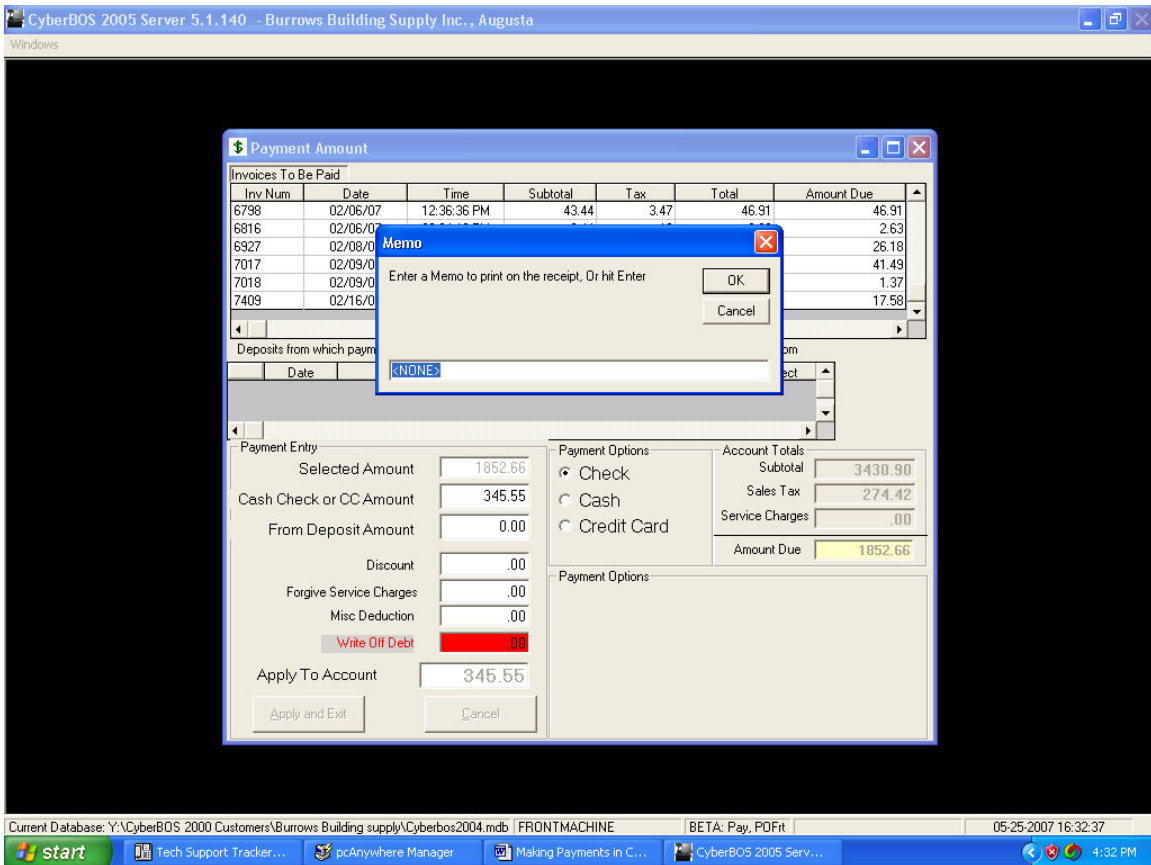 CyberBOS 2005 Server 5.1.140 - Burrows Building Supply Inc., Augusta
Windows
Payment Amount
Invoices To Be Paid
Inv Num Date Time Subtotal Tax Total Amount Due
6798 02/06/07 12:36:36 PM 43.44 3.47 46.91 46.91
6816 02/06/07 2.63
6927 02/08/0 26.18
7017 02/09/0 41.49
7018 02/09/0 1.37
7409 02/16/0 17.58
Memo
Enter a Memo to print on the receipt, Or hit Enter
OK
Cancel
<NONE>
Deposits from which paym om
Date ect
Payment Entry
Selected Amount 1852.66
Cash Check or CC Amount 345.55
From Deposit Amount 0.00
Discount .00
Forgive Service Charges .00
Misc Deduction .00
Write Off Debt .00
Apply To Account 345.55
Apply and Exit Cancel
Payment Options
Check
Cash
Credit Card
Account Totals
Subtotal 3430.90
Sales Tax 274.42
Service Charges .00
Amount Due 1852.66
Payment Options
Current Database: Y:\CyberBOS 2000 Customers\Burrows Building supply\Cyberbos2004.mdb FRONTMACHINE BETA: Pay, POFrt 05-25-2007 16:32:37
start Tech Support Tracker... pcAnywhere Manager Making Payments in C... CyberBOS 2005 Serv... 4:32 PM